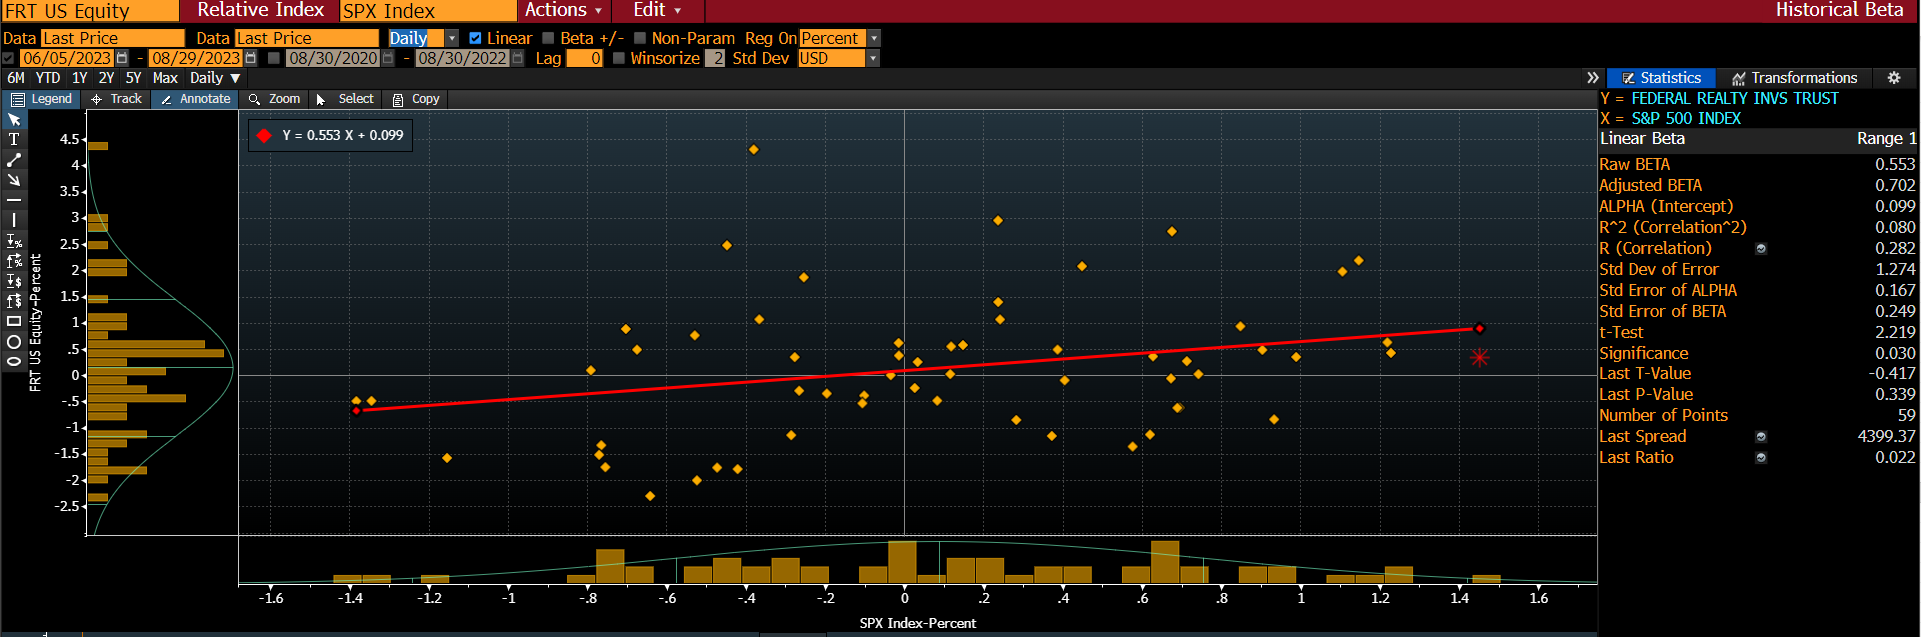 FRT US Equity Relative Index SPX Index Actions Edit Historical Beta
Data Last Price Data Last Price Daily Linear Beta +/- Non-Param Reg On Percent
06/05/2023 - 08/29/2023 08/30/2020 - 08/30/2022 Lag 0 Winsorize 2 Std Dev USD
6M YTD 1Y 2Y 5Y Max Daily ▼ » Statistics Transformations
Legend Track Annotate Zoom Select Copy
Y = FEDERAL REALTY INVS TRUST
X = S&P 500 INDEX
Linear Beta Range 1
Raw BETA 0.553
Adjusted BETA 0.702
ALPHA (Intercept) 0.099
R^2 (Correlation^2) 0.080
R (Correlation) 0.282
Std Dev of Error 1.274
Std Error of ALPHA 0.167
Std Error of BETA 0.249
t-Test 2.219
Significance 0.030
Last T-Value -0.417
Last P-Value 0.339
Number of Points 59
Last Spread 4399.37
Last Ratio 0.022
Y = 0.553 X + 0.099
T
%
%
$
$
FRT US Equity-Percent
4.5
4
3.5
3
2.5
2
1.5
1
.5
0
-.5
-1
-1.5
-2
-2.5
-1.6 -1.4 -1.2 -1 -.8 -.6 -.4 -.2 0 .2 .4 .6 .8 1 1.2 1.4 1.6
SPX Index-Percent